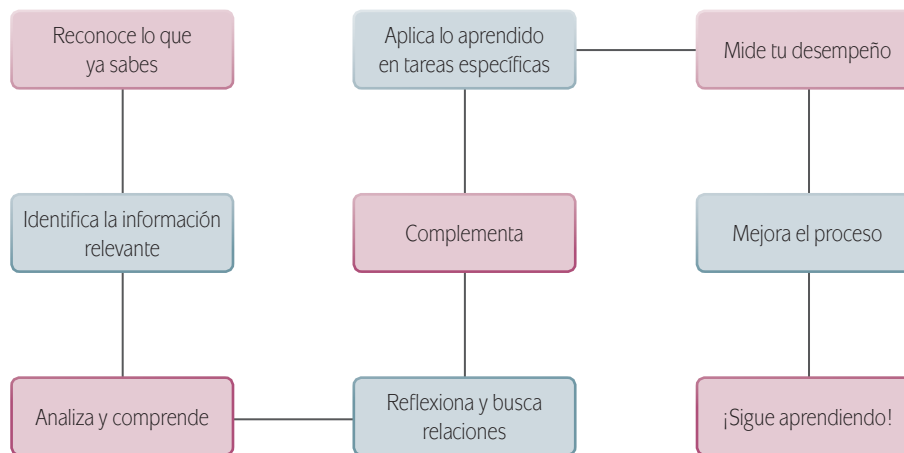 Reconoce lo que
ya sabes
Identifica la información
relevante
Analiza y comprende
Reflexiona y busca
relaciones
Complementa
Aplica lo aprendido
en tareas específicas
Mide tu desempeño
Mejora el proceso
¡Sigue aprendiendo!